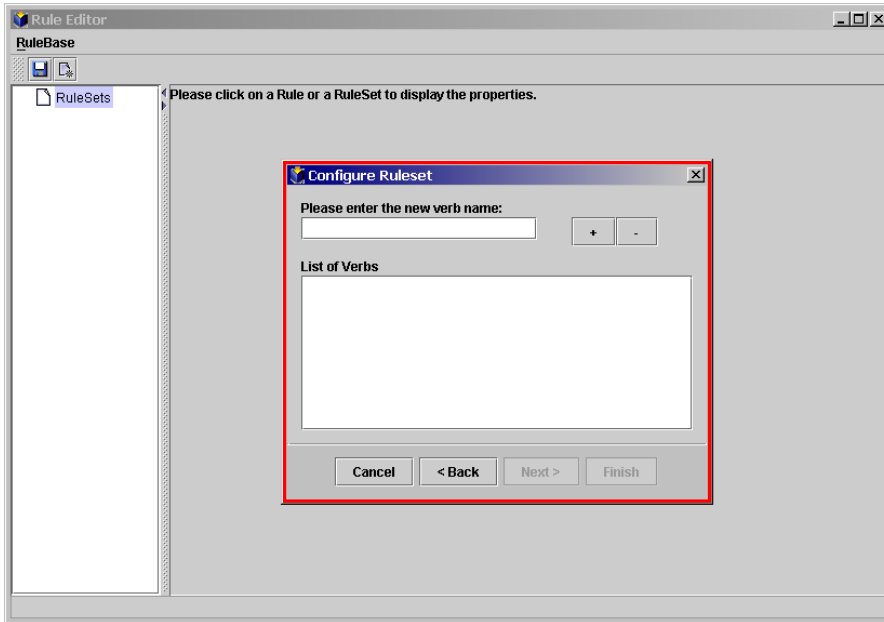 Rule Editor
RuleBase
RuleSets
Please click on a Rule or a RuleSet to display the properties.
Configure Ruleset
Please enter the new verb name:
+ -
List of Verbs
Cancel < Back Next > Finish